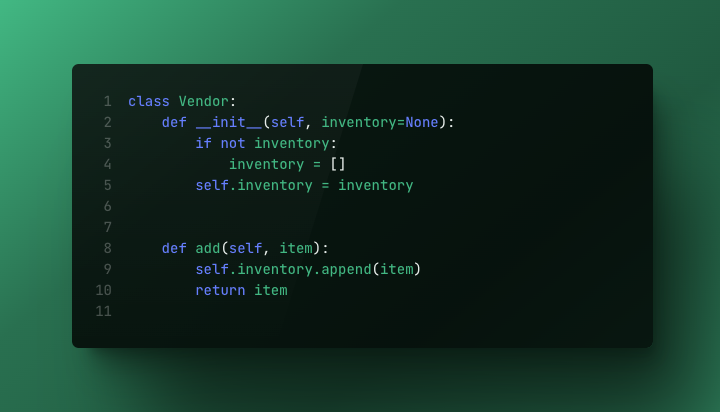 1 class Vendor:
2     def __init__(self, inventory=None):
3         if not inventory:
4             inventory = []
5         self.inventory = inventory
6
7
8     def add(self, item):
9         self.inventory.append(item)
10         return item
11